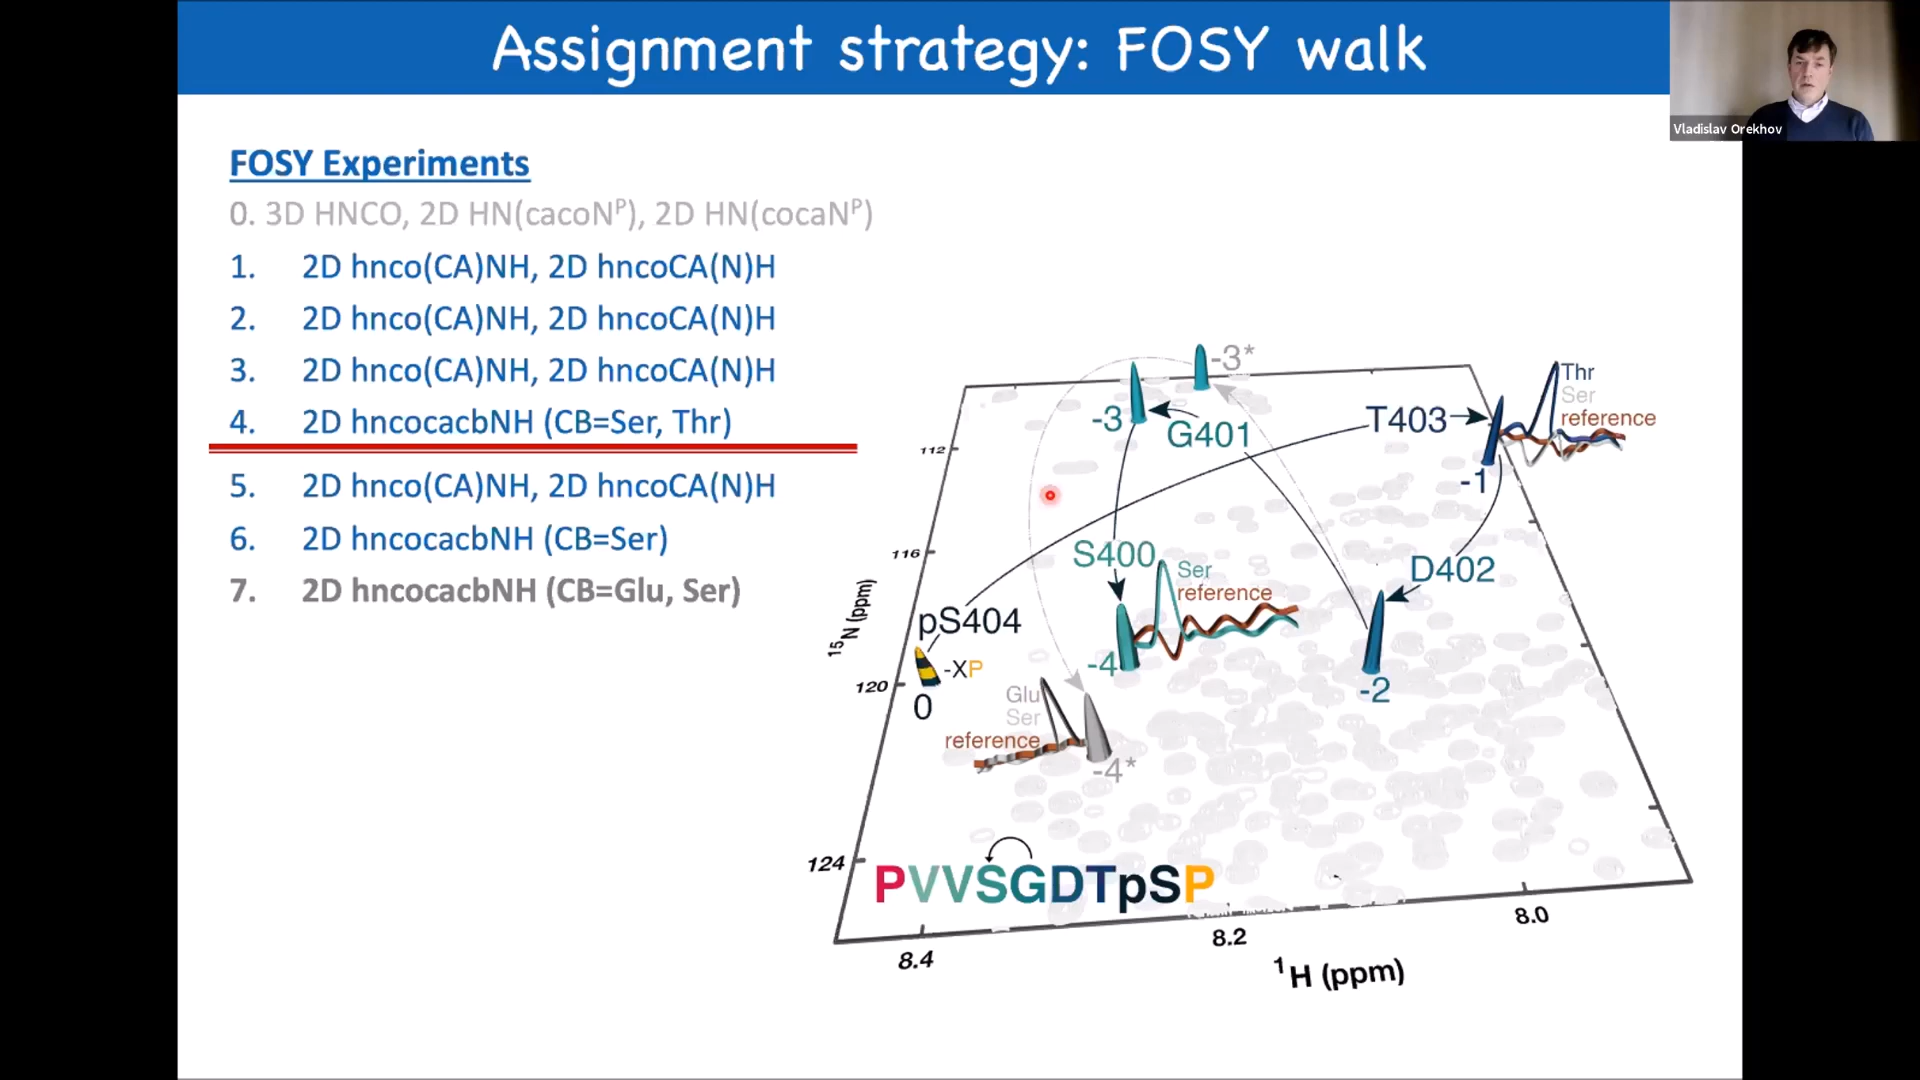 Assignment strategy: FOSY walk
Vladislav Orekhov
FOSY Experiments
0. 3D HNCO, 2D HN(cacoNᴾ), 2D HN(cocaNᴾ)
1. 2D hnco(CA)NH, 2D hncoCA(N)H
2. 2D hnco(CA)NH, 2D hncoCA(N)H
3. 2D hnco(CA)NH, 2D hncoCA(N)H
4. 2D hncocacbNH (CB=Ser, Thr)
5. 2D hnco(CA)NH, 2D hncoCA(N)H
6. 2D hncocacbNH (CB=Ser)
7. 2D hncocacbNH (CB=Glu, Ser)
-3*
Thr
Ser
reference
-3
G401
T403
-1
112
116
120
124
¹⁵N (ppm)
S400
Ser
reference
-4
D402
-2
pS404
-XP
0
Glu
Ser
reference
-4*
PVVSGDTpSP
8.4
8.2
8.0
¹H (ppm)